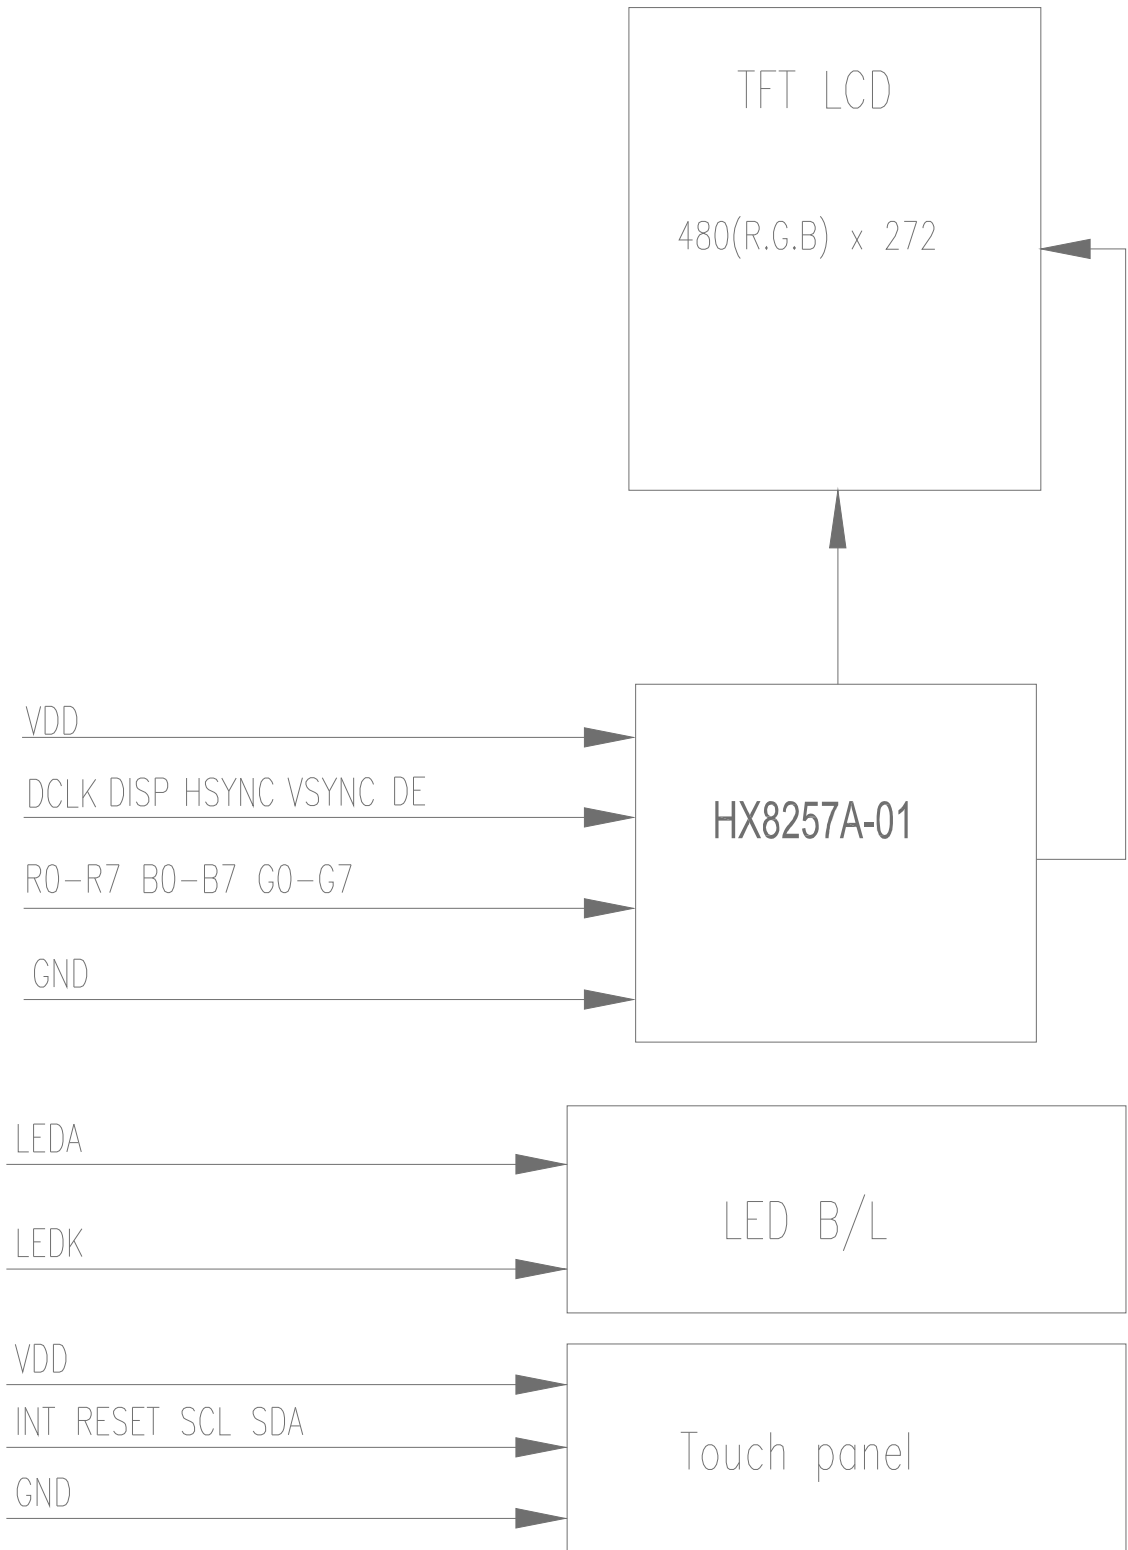 TFT LCD
480(R.G.B) x 272
VDD
DCLK DISP HSYNC VSYNC DE
HX8257A-01
R0-R7 B0-B7 G0-G7
GND
LEDA
LED B/L
LEDK
VDD
INT RESET SCL SDA
Touch panel
GND